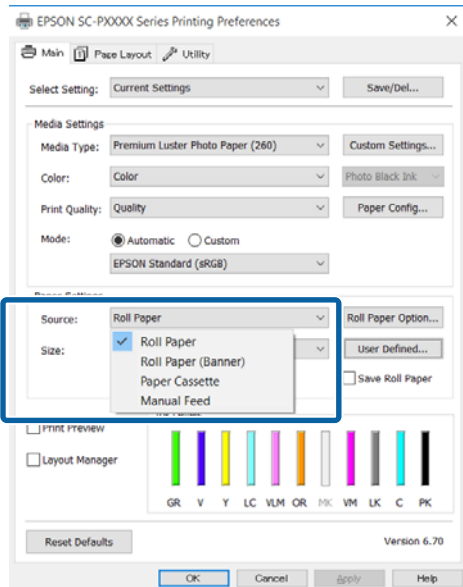 EPSON SC-PXXXX Series Printing Preferences
Main Page Layout Utility
Select Setting: Current Settings Save/Del...
Media Settings
Media Type: Premium Luster Photo Paper (260) Custom Settings...
Color: Color Photo Black Ink
Print Quality: Quality Paper Config...
Mode: Automatic Custom
EPSON Standard (sRGB)
Paper Settings
Source: Roll Paper Roll Paper Option...
Roll Paper
Size: User Defined...
Roll Paper (Banner)
Paper Cassette Save Roll Paper
Manual Feed
Print Preview
Layout Manager
GR V Y LC VLM OR MK VM LK C PK
Reset Defaults Version 6.70
OK Cancel Apply Help